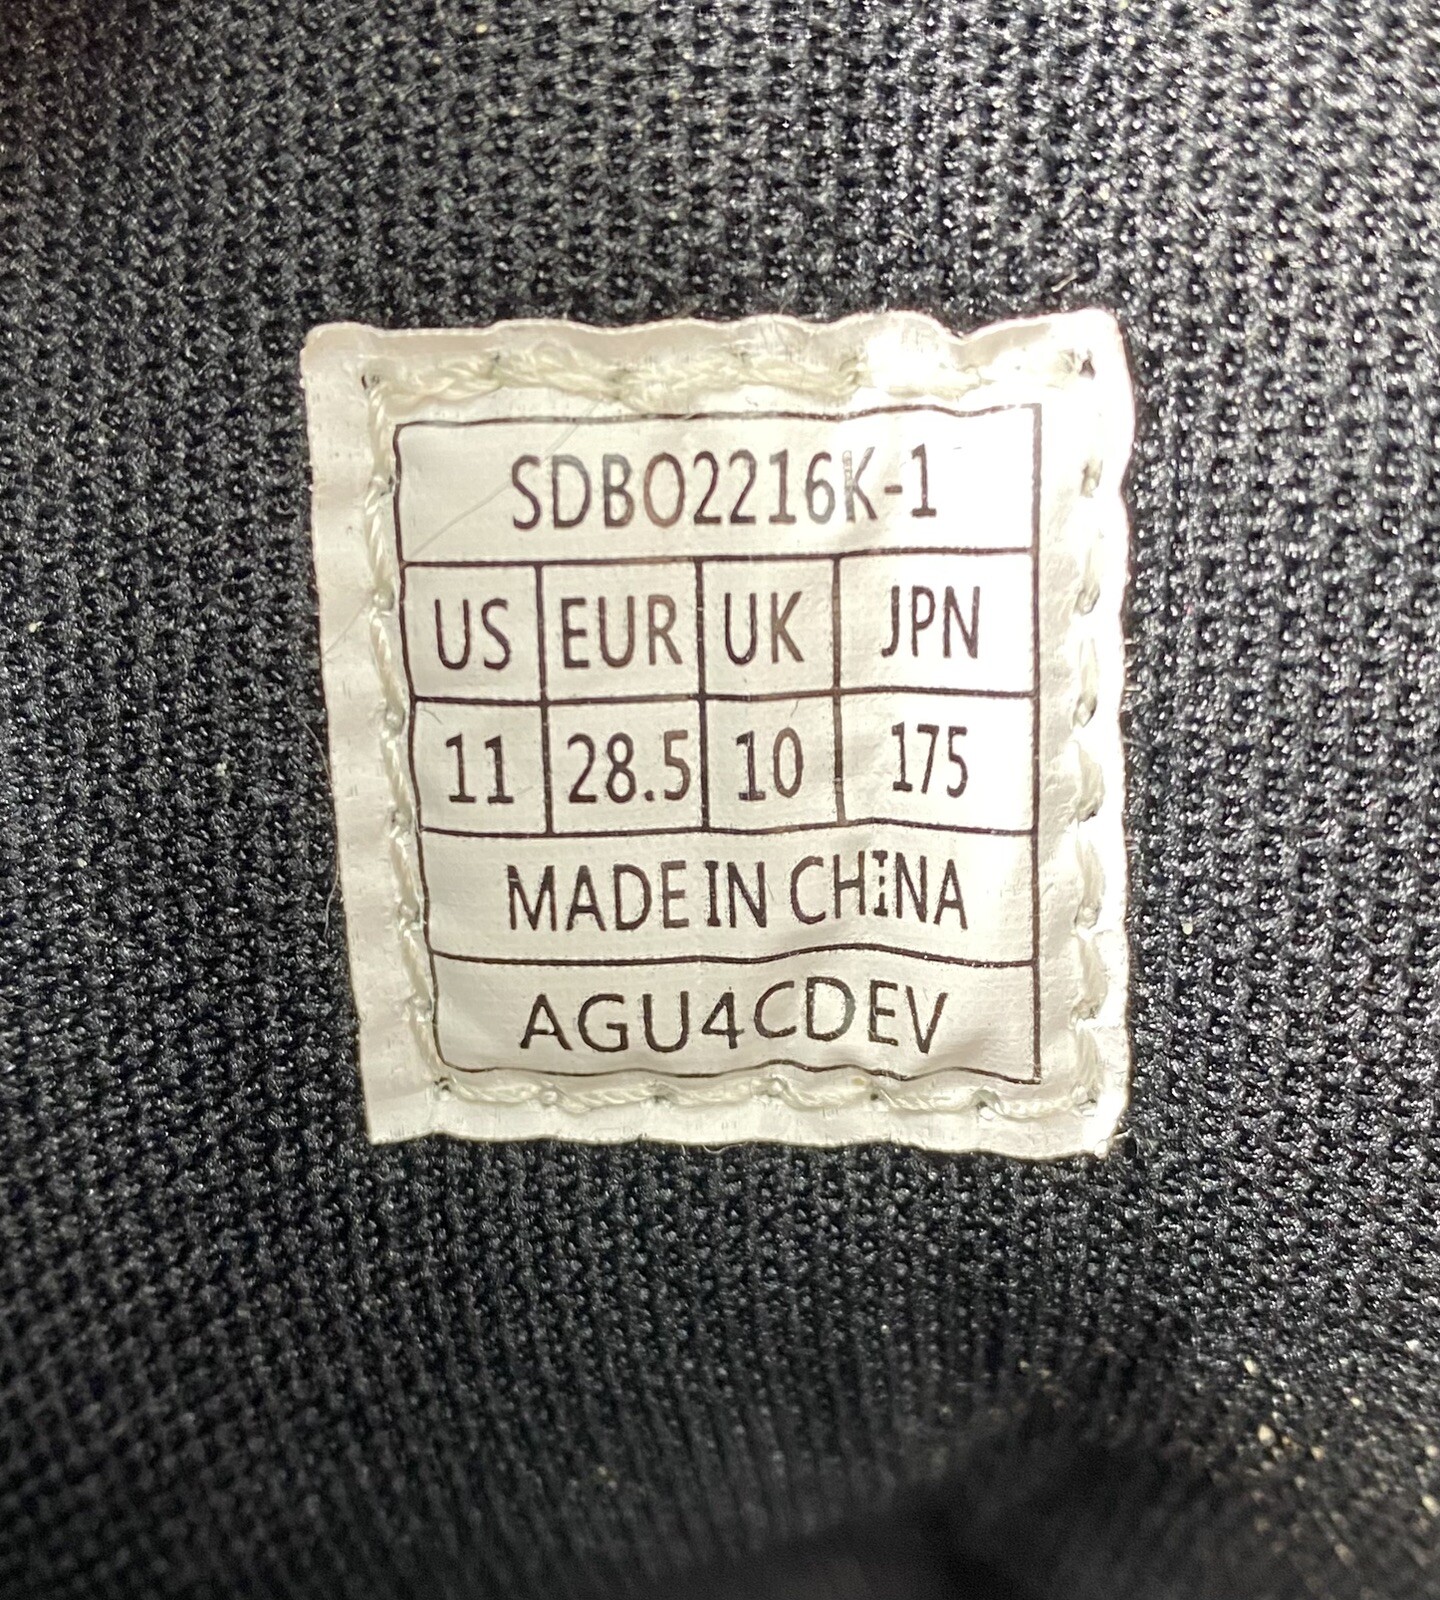 SDBO2216K-1
US EUR UK JPN
11 28.5 10 175
MADE IN CHINA
AGU4CDEV